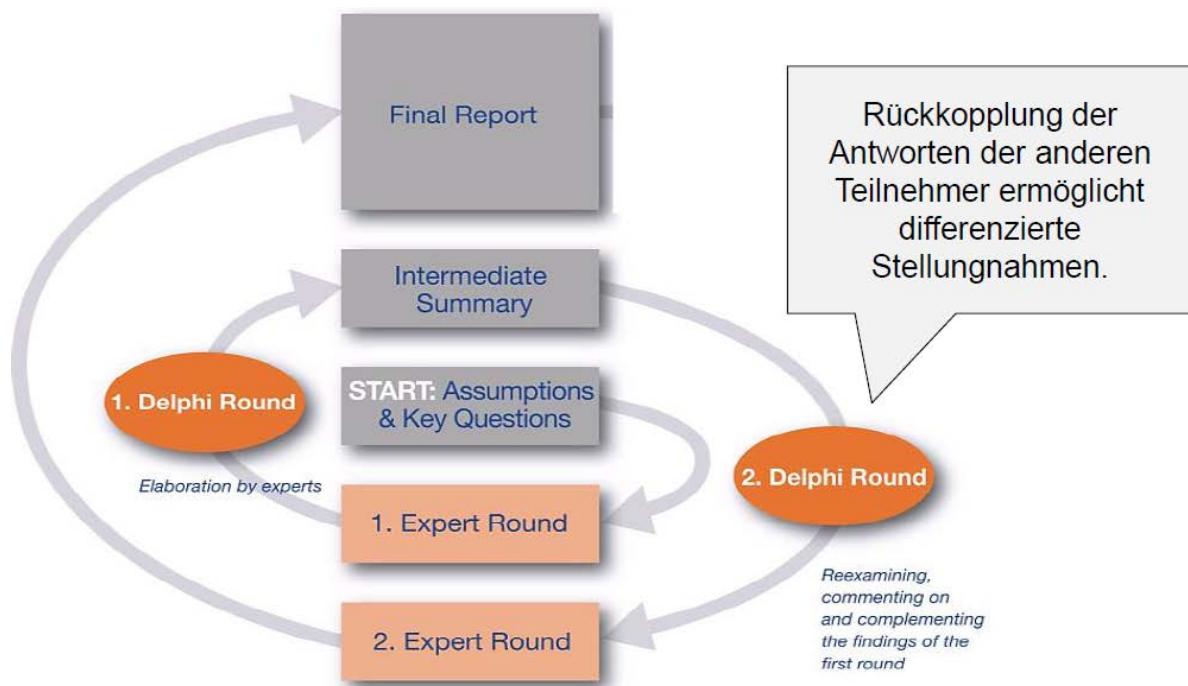 Final Report
Rückkopplung der
Antworten der anderen
Teilnehmer ermöglicht
differenzierte
Stellungnahmen.
Intermediate
Summary
1. Delphi Round
START: Assumptions
& Key Questions
Elaboration by experts
2. Delphi Round
1. Expert Round
Reexamining,
commenting on
and complementing
the findings of the
first round
2. Expert Round